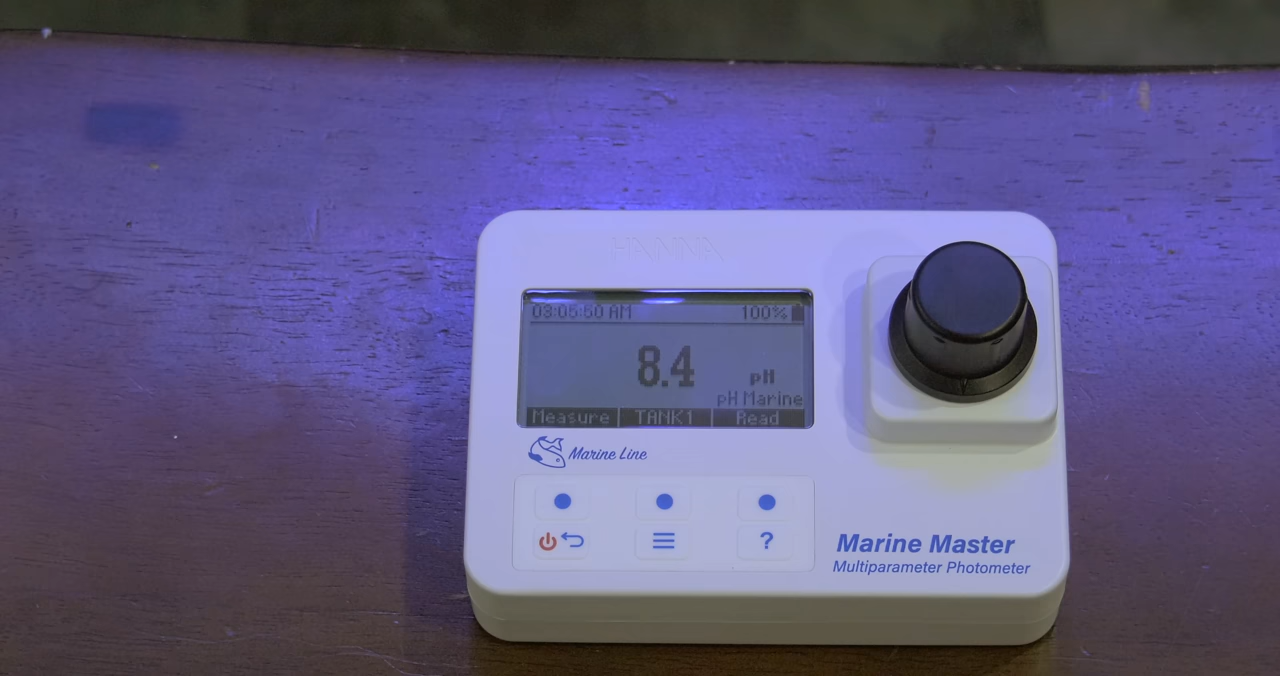 HANNA
03:05:50 AM 100%
8.4 pH
pH Marine
Measure TANK1 Read
Marine Line
?
Marine Master
Multiparameter Photometer